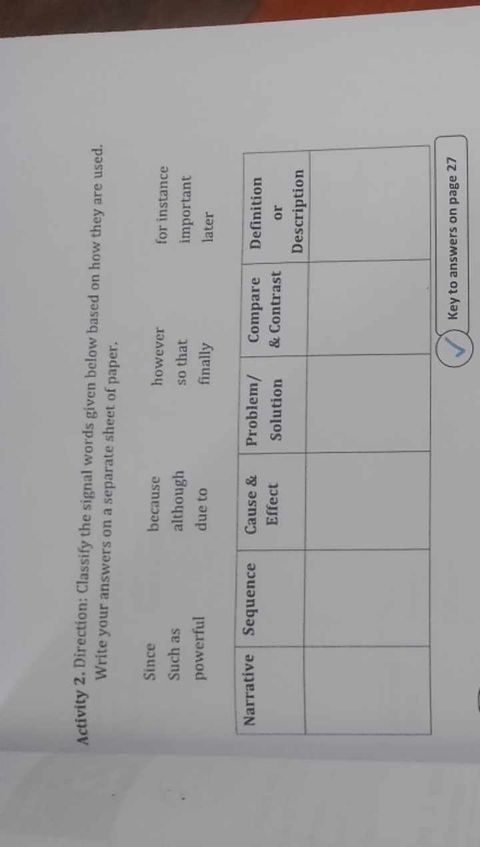 Activity 2. Direction: Classify the signal words given below based on how they are used.
Write your answers on a separate sheet of paper.
Since because however for instance
Such as although so that important
powerful due to finally later
Narrative Sequence Cause & Effect Problem/ Solution Compare & Contrast Definition or Description
Key to answers on page 27